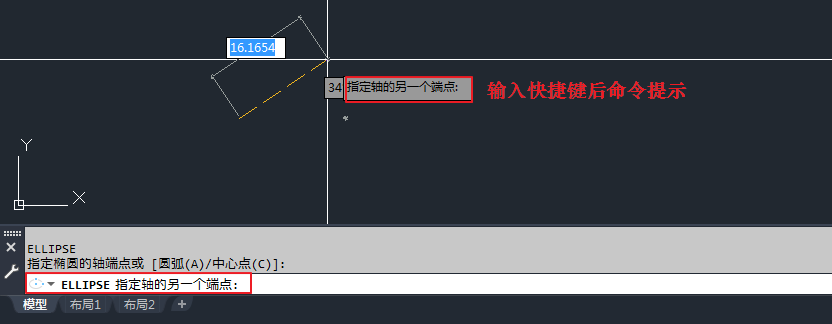 16.1654
34 指定轴的另一个端点:
输入快捷键后命令提示
Y
X
ELLIPSE
指定椭圆的轴端点或 [圆弧(A)/中心点(C)]:
ELLIPSE 指定轴的另一个端点:
模型 布局1 布局2 +